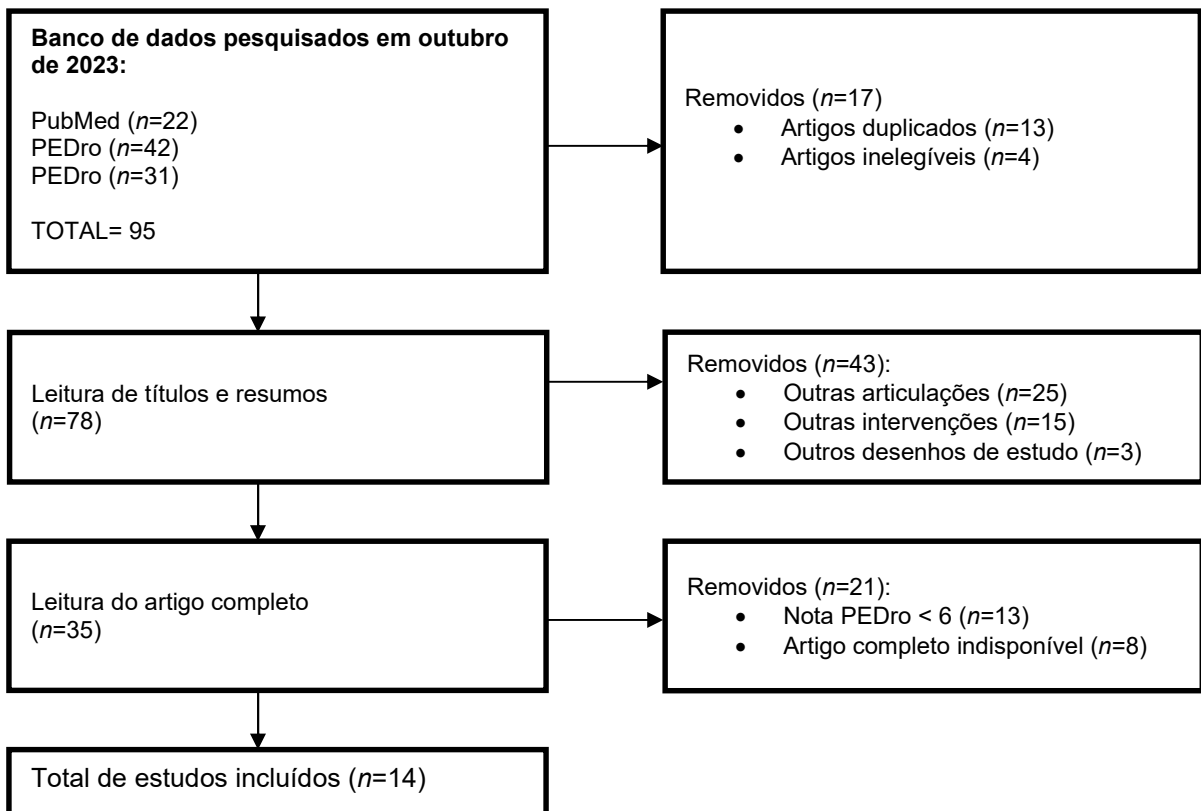 Banco de dados pesquisados em outubro
de 2023:
PubMed (n=22)
PEDro (n=42)
PEDro (n=31)
TOTAL= 95
Removidos (n=17)
• Artigos duplicados (n=13)
• Artigos inelegíveis (n=4)
Leitura de títulos e resumos
(n=78)
Removidos (n=43):
• Outras articulações (n=25)
• Outras intervenções (n=15)
• Outros desenhos de estudo (n=3)
Leitura do artigo completo
(n=35)
Removidos (n=21):
• Nota PEDro < 6 (n=13)
• Artigo completo indisponível (n=8)
Total de estudos incluídos (n=14)